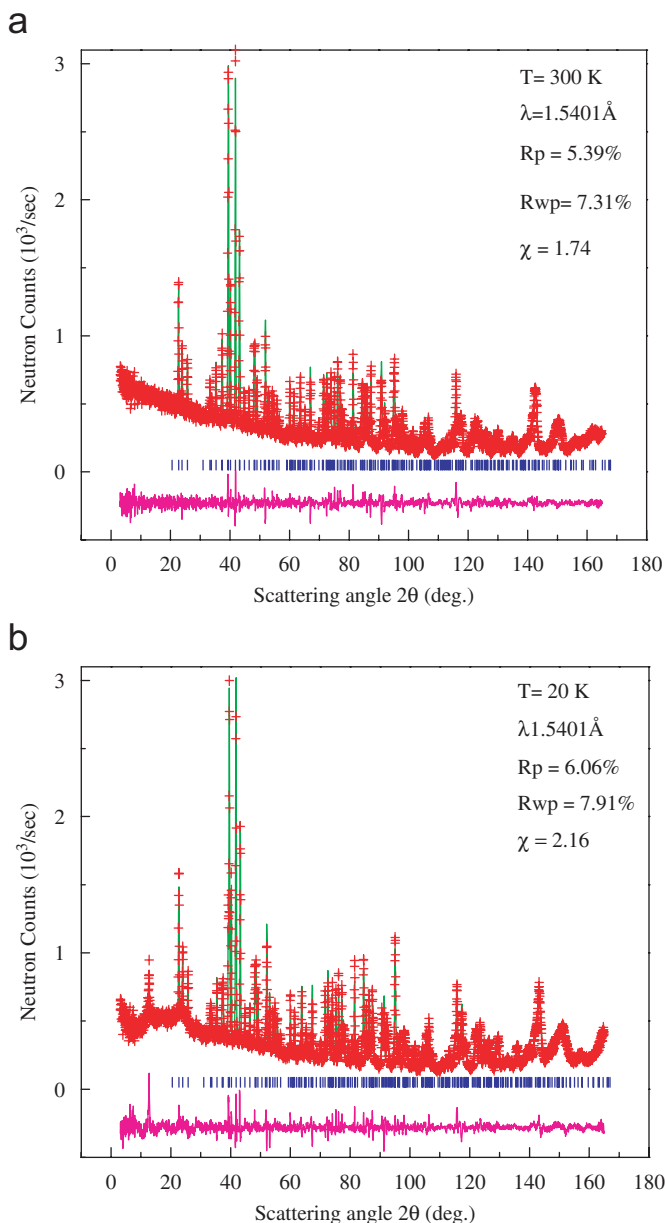 a
3
2
1
0
Neutron Counts (10³/sec)
T= 300 K
λ=1.5401Å
Rp = 5.39%
Rwp= 7.31%
χ = 1.74
0 20 40 60 80 100 120 140 160 180
Scattering angle 2θ (deg.)
b
3
2
1
0
Neutron Counts (10³/sec)
T= 20 K
λ1.5401Å
Rp = 6.06%
Rwp= 7.91%
χ = 2.16
0 20 40 60 80 100 120 140 160 180
Scattering angle 2θ (deg.)